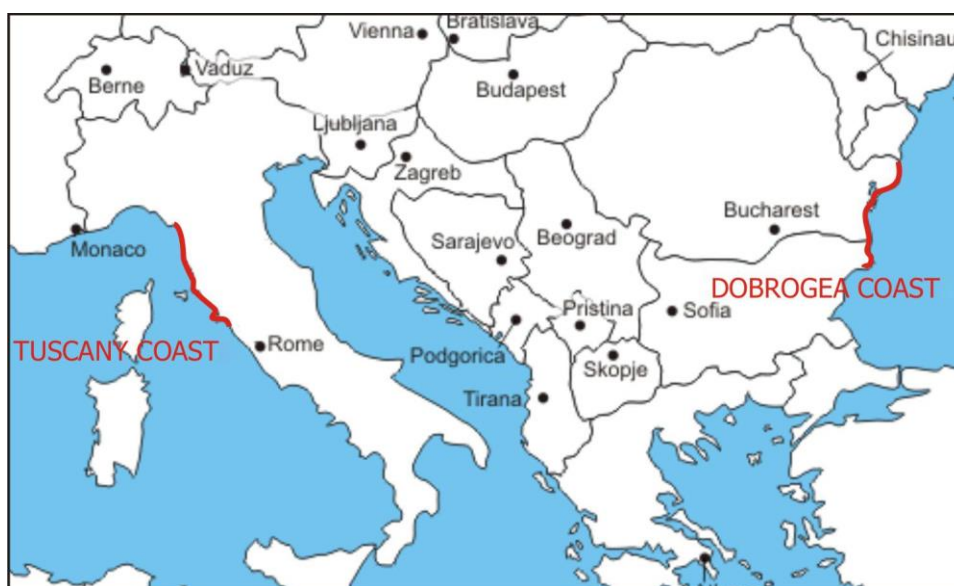 Vienna
Bratislava
Chisinau
Berne
Vaduz
Budapest
Ljubljana
Zagreb
Bucharest
Monaco
Sarajevo
Beograd
DOBROGEA COAST
Pristina
Sofia
TUSCANY COAST
Rome
Podgorica
Skopje
Tirana